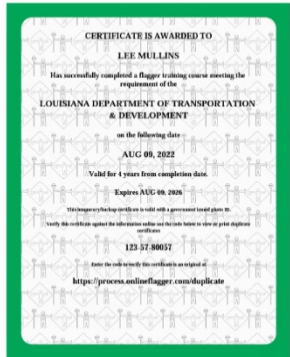 CERTIFICATE IS AWARDED TO
LEE MULLINS
Has successfully completed a flagger training course meeting the
requirement of the
LOUISIANA DEPARTMENT OF TRANSPORTATION
& DEVELOPMENT
on the following date
AUG 09, 2022
Valid for 4 years from completion date.
Expires AUG 09, 2026
This temporary/backup certificate is valid with a government issued photo ID.
Verify this certificate against the information online use the code below to view or print duplicate
certificates
123-57-80057
Enter the code to verify this certificate is an original at
https://process.onlineflagger.com/duplicate